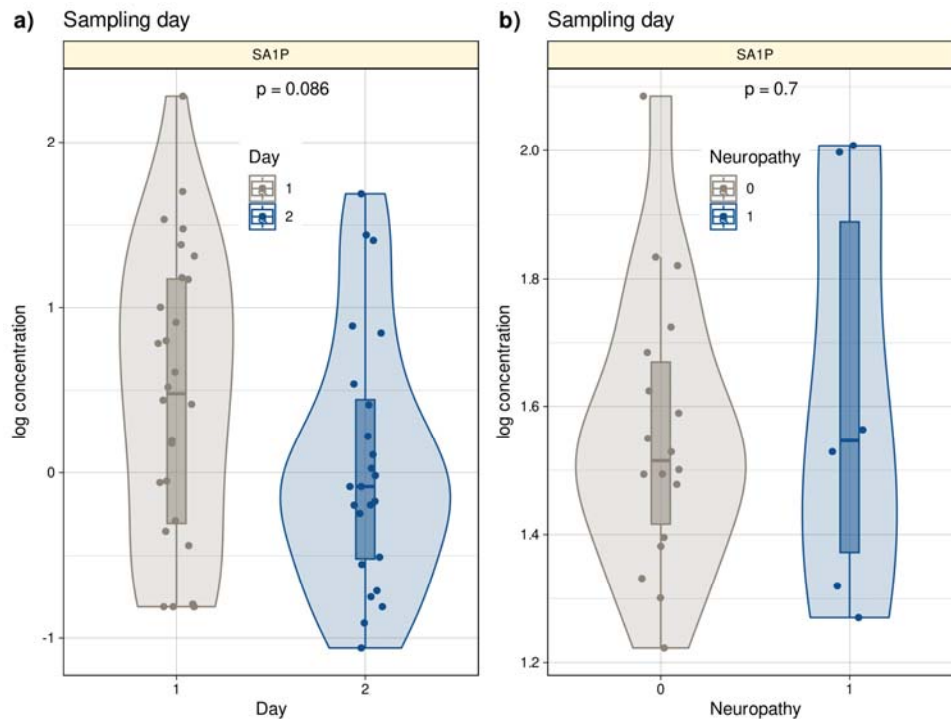 a) Sampling day
SA1P
p = 0.086
Day
1
2
2
1
0
-1
log concentration
1
2
Day
b) Sampling day
SA1P
p = 0.7
Neuropathy
0
1
2.0
1.8
1.6
1.4
1.2
log concentration
0
1
Neuropathy